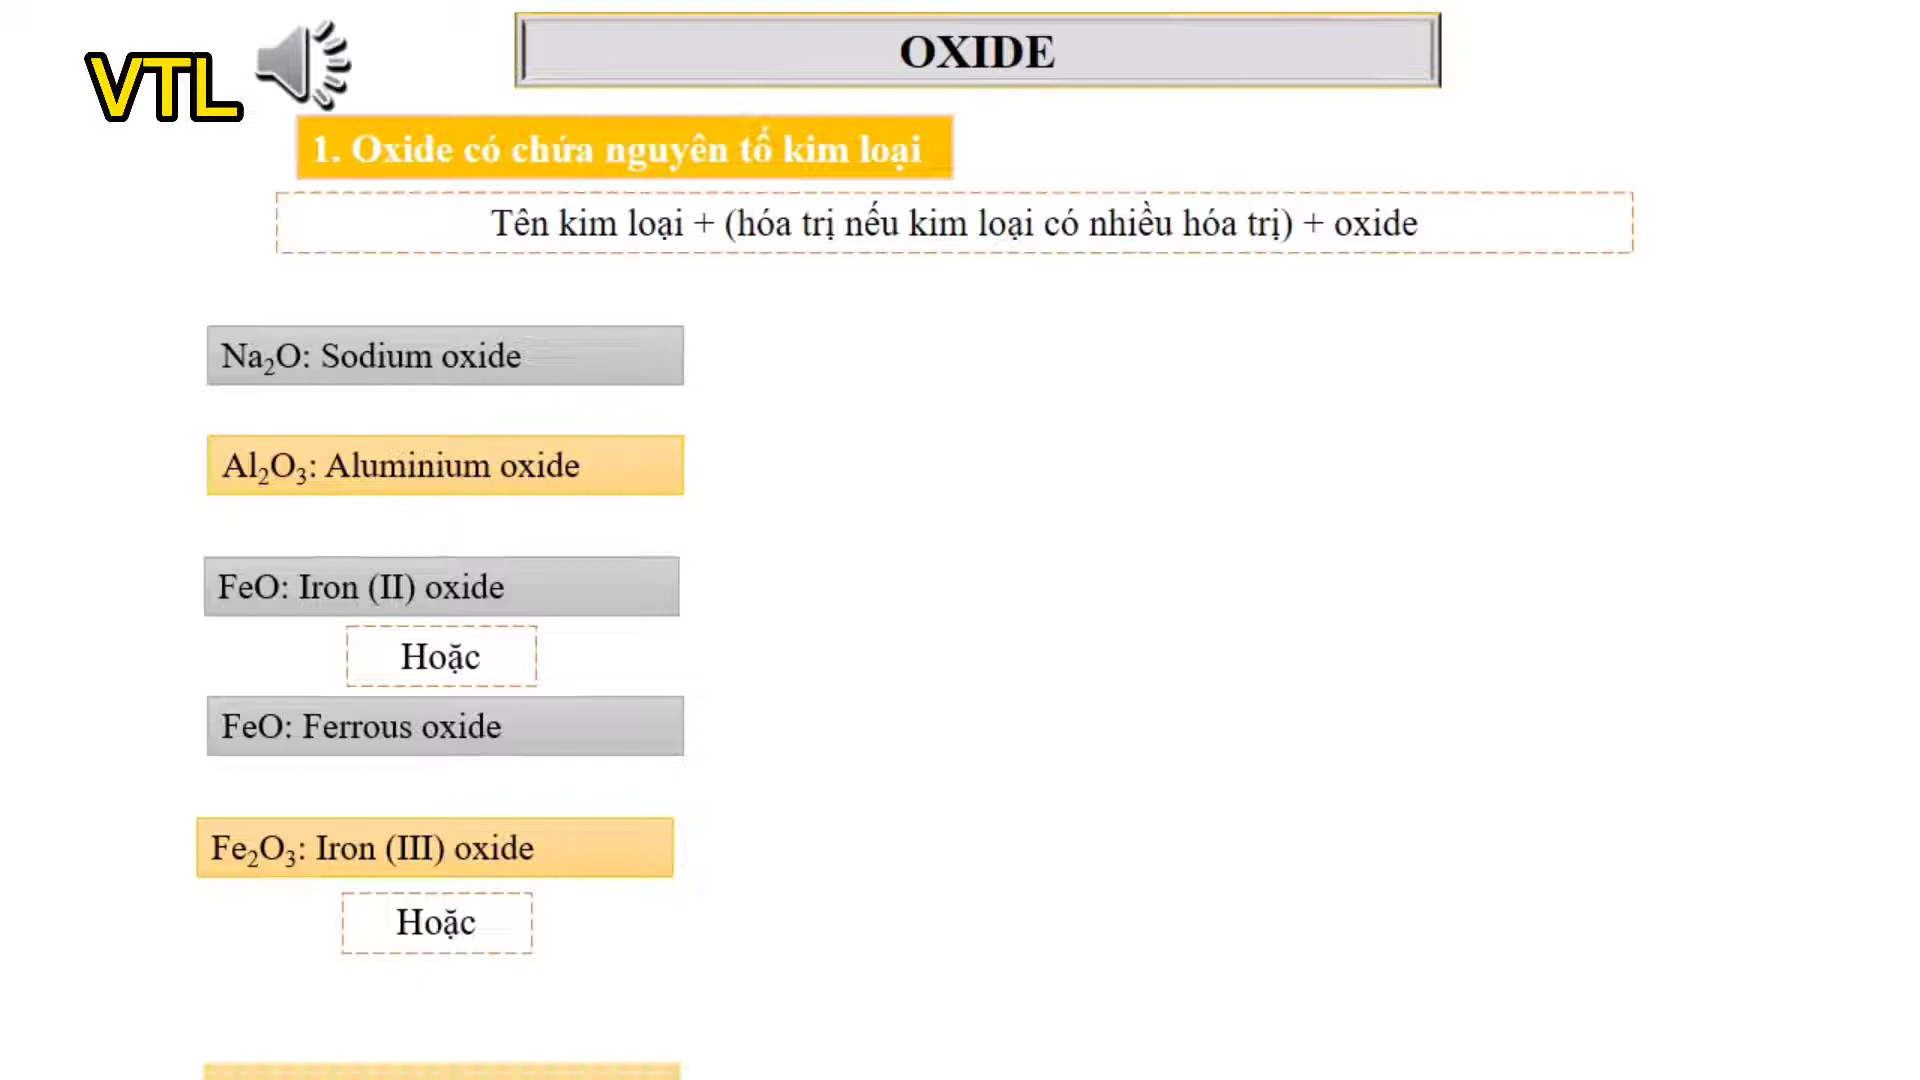 VTL
OXIDE
1. Oxide có chứa nguyên tố kim loại
Tên kim loại + (hóa trị nếu kim loại có nhiều hóa trị) + oxide
Na₂O: Sodium oxide
Al₂O₃: Aluminium oxide
FeO: Iron (II) oxide
Hoặc
FeO: Ferrous oxide
Fe₂O₃: Iron (III) oxide
Hoặc